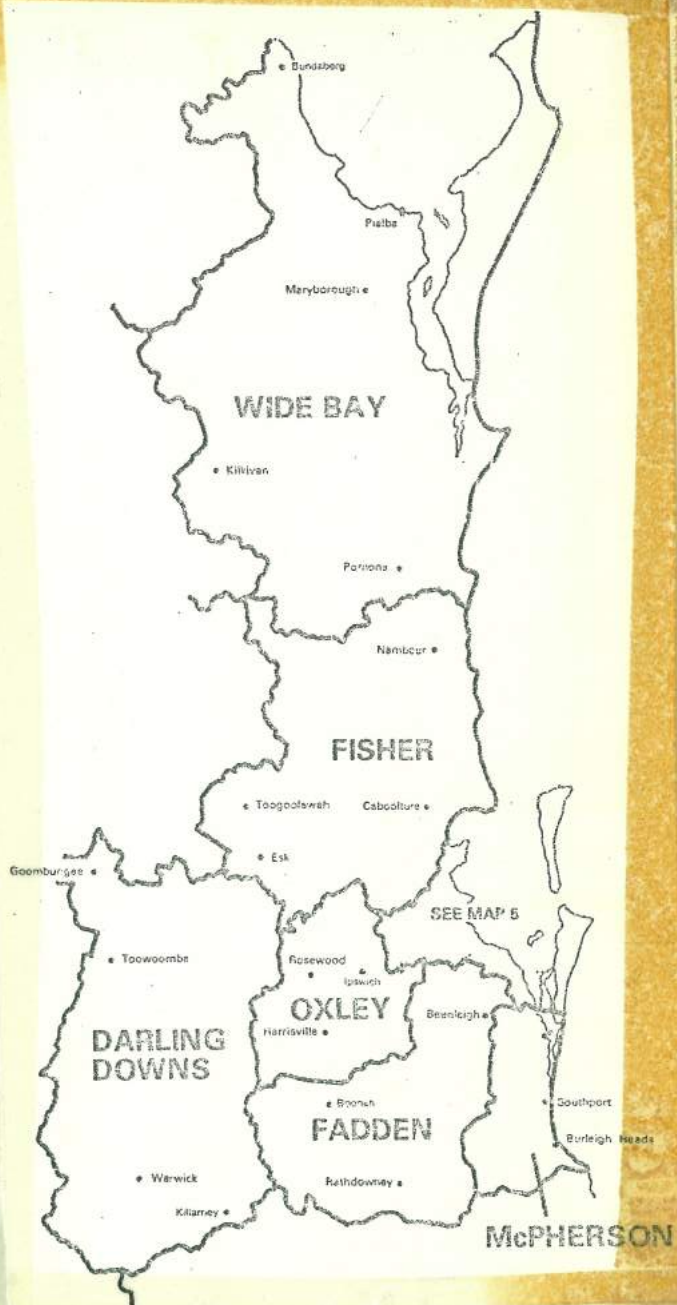 Bundaberg
Pialba
Maryborough
WIDE BAY
Kilkivan
Pomona
Nambour
FISHER
Toogoolawah
Caboolture
Esk
Goombungee
SEE MAP 5
Toowoomba
Rosewood
Ipswich
OXLEY
Beenleigh
Harrisville
DARLING
DOWNS
Boonah
Southport
FADDEN
Burleigh Heads
Warwick
Rathdowney
Killarney
McPHERSON